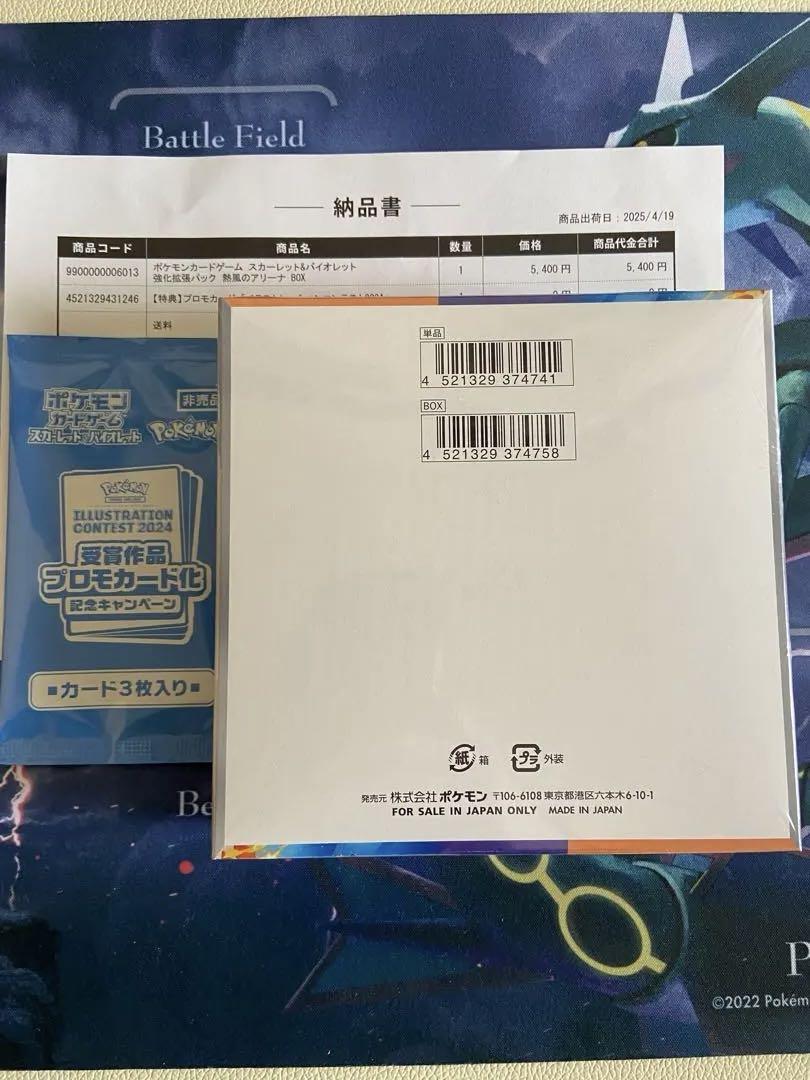 Battle Field
納品書
商品出荷日：2025/4/19
商品コード 商品名 数量 価格 商品代金合計
9900000006013 ポケモンカードゲーム スカーレット&バイオレット 1 5,400 円 5,400 円
強化拡張パック 熱風のアリーナ BOX
4521329431246 【特典】プロモカード
送料
ポケモン
カードゲーム
スカーレット&バイオレット
非売品
Pokémon
ILLUSTRATION
CONTEST 2024
受賞作品
プロモカード化
記念キャンペーン
■カード3枚入り■
単品
4 521329 374741
BOX
4 521329 374758
紙 箱 プラ 外装
発売元 株式会社ポケモン 〒106-6108 東京都港区六本木6-10-1
FOR SALE IN JAPAN ONLY MADE IN JAPAN
Be
P
©2022 Pokém